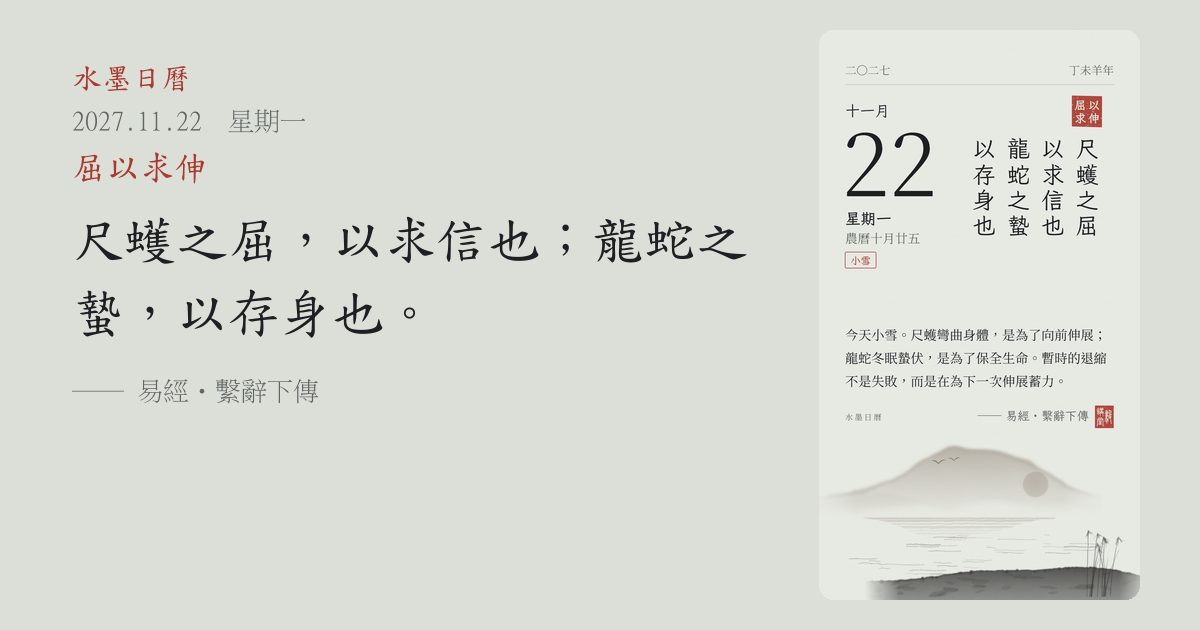 水墨日曆
2027.11.22 星期一
屈以求伸
尺蠖之屈，以求信也；龍蛇之
蟄，以存身也。
—— 易經・繫辭下傳
二〇二七
丁未羊年
十一月
22
星期一
農曆十月廿五
小雪
屈以求伸
尺蠖之屈
以求信也
龍蛇之蟄
以存身也
今天小雪。尺蠖彎曲身體，是為了向前伸展；
龍蛇冬眠蟄伏，是為了保全生命。暫時的退縮
不是失敗，而是在為下一次伸展蓄力。
水墨日曆
—— 易經・繫辭下傳